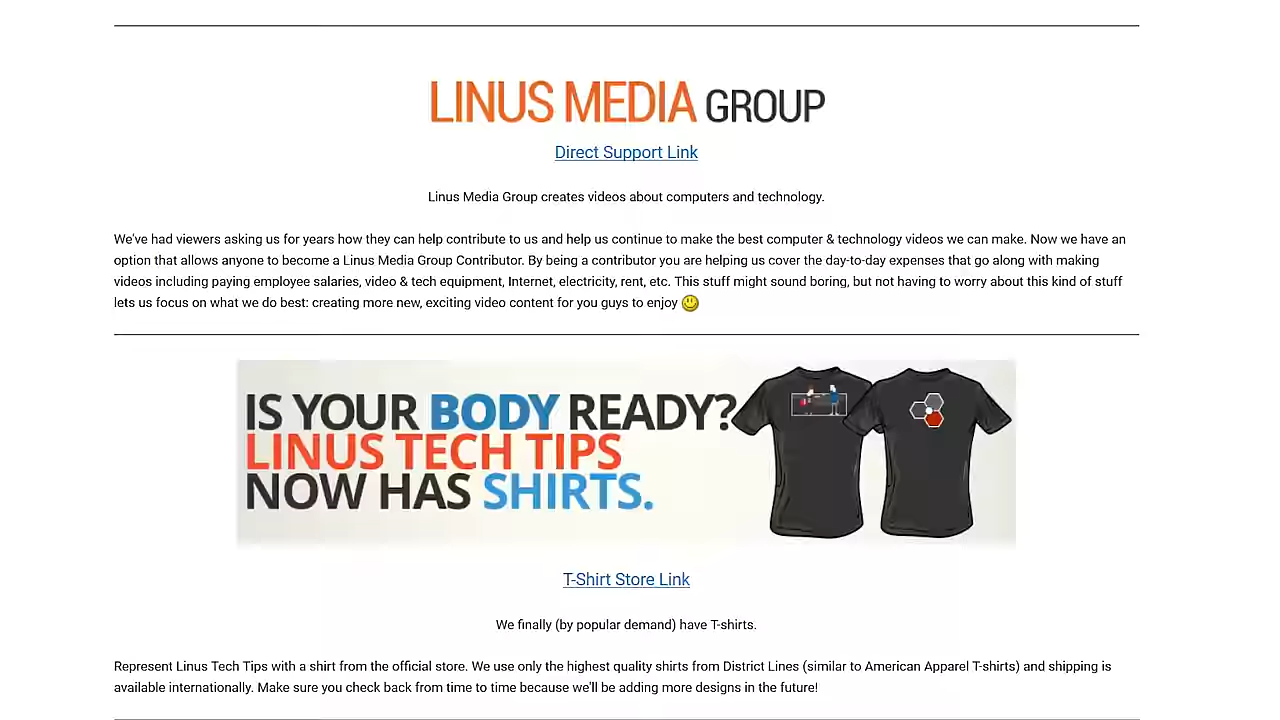 LINUS MEDIA GROUP
Direct Support Link
Linus Media Group creates videos about computers and technology.
We've had viewers asking us for years how they can help contribute to us and help us continue to make the best computer & technology videos we can make. Now we have an
option that allows anyone to become a Linus Media Group Contributor. By being a contributor you are helping us cover the day-to-day expenses that go along with making
videos including paying employee salaries, video & tech equipment, Internet, electricity, rent, etc. This stuff might sound boring, but not having to worry about this kind of stuff
lets us focus on what we do best: creating more new, exciting video content for you guys to enjoy
IS YOUR BODY READY?
LINUS TECH TIPS
NOW HAS SHIRTS.
T-Shirt Store Link
We finally (by popular demand) have T-shirts.
Represent Linus Tech Tips with a shirt from the official store. We use only the highest quality shirts from District Lines (similar to American Apparel T-shirts) and shipping is
available internationally. Make sure you check back from time to time because we'll be adding more designs in the future!